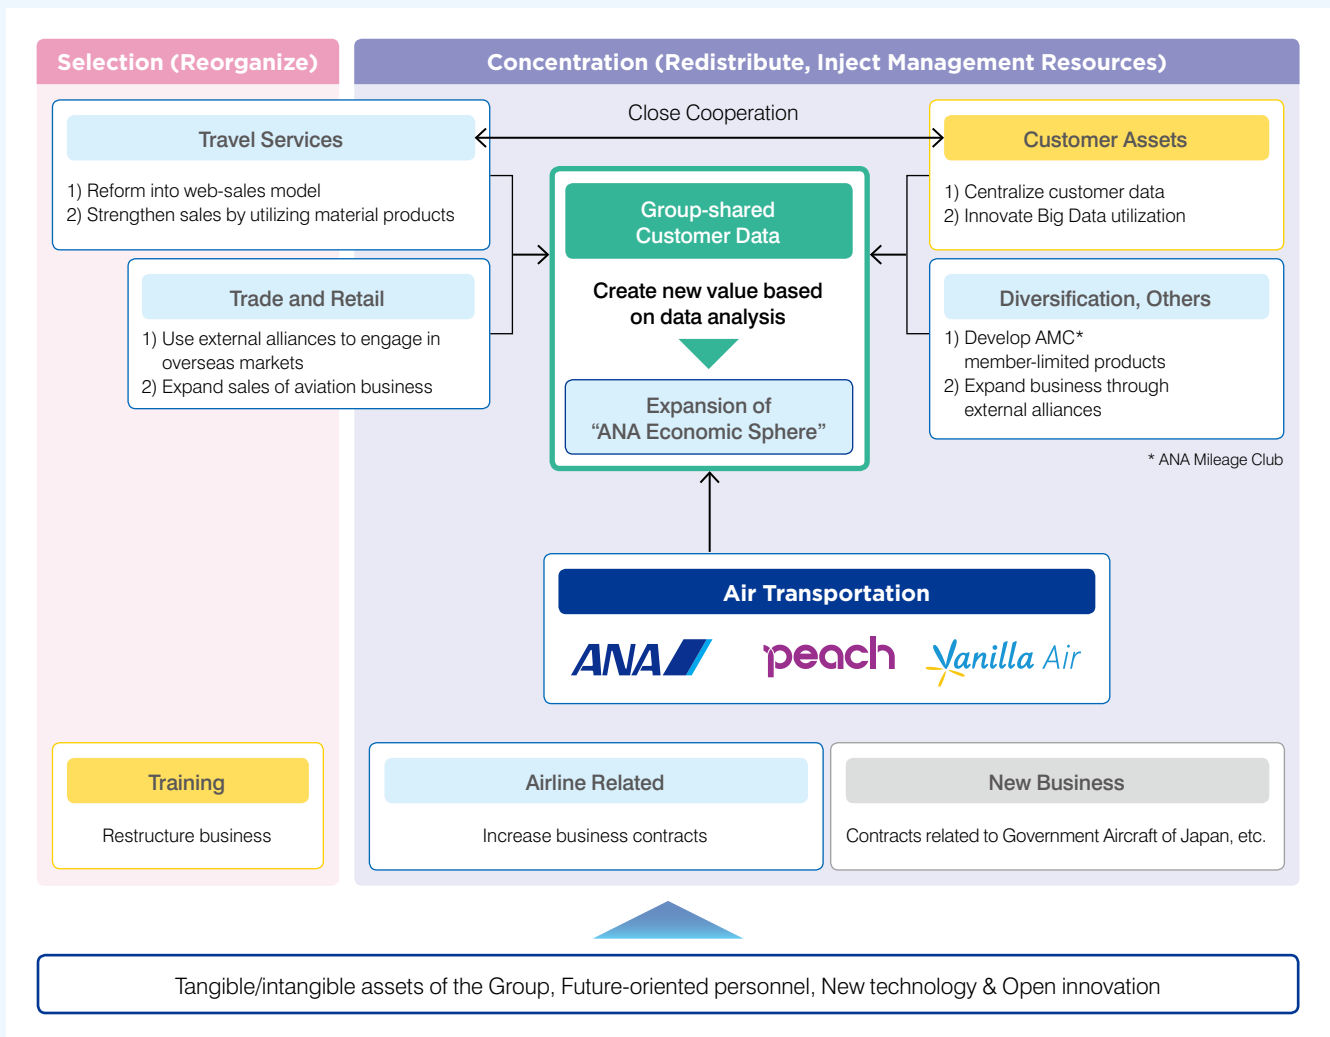 Selection (Reorganize)
Concentration (Redistribute, Inject Management Resources)
Travel Services
1) Reform into web-sales model
2) Strengthen sales by utilizing material products
Close Cooperation
Customer Assets
1) Centralize customer data
2) Innovate Big Data utilization
Group-shared
Customer Data
Create new value based
on data analysis
Expansion of
“ANA Economic Sphere”
Trade and Retail
1) Use external alliances to engage in
overseas markets
2) Expand sales of aviation business
Diversification, Others
1) Develop AMC*
member-limited products
2) Expand business through
external alliances
* ANA Mileage Club
Air Transportation
ANA
peach
Vanilla Air
Training
Restructure business
Airline Related
Increase business contracts
New Business
Contracts related to Government Aircraft of Japan, etc.
Tangible/intangible assets of the Group, Future-oriented personnel, New technology & Open innovation